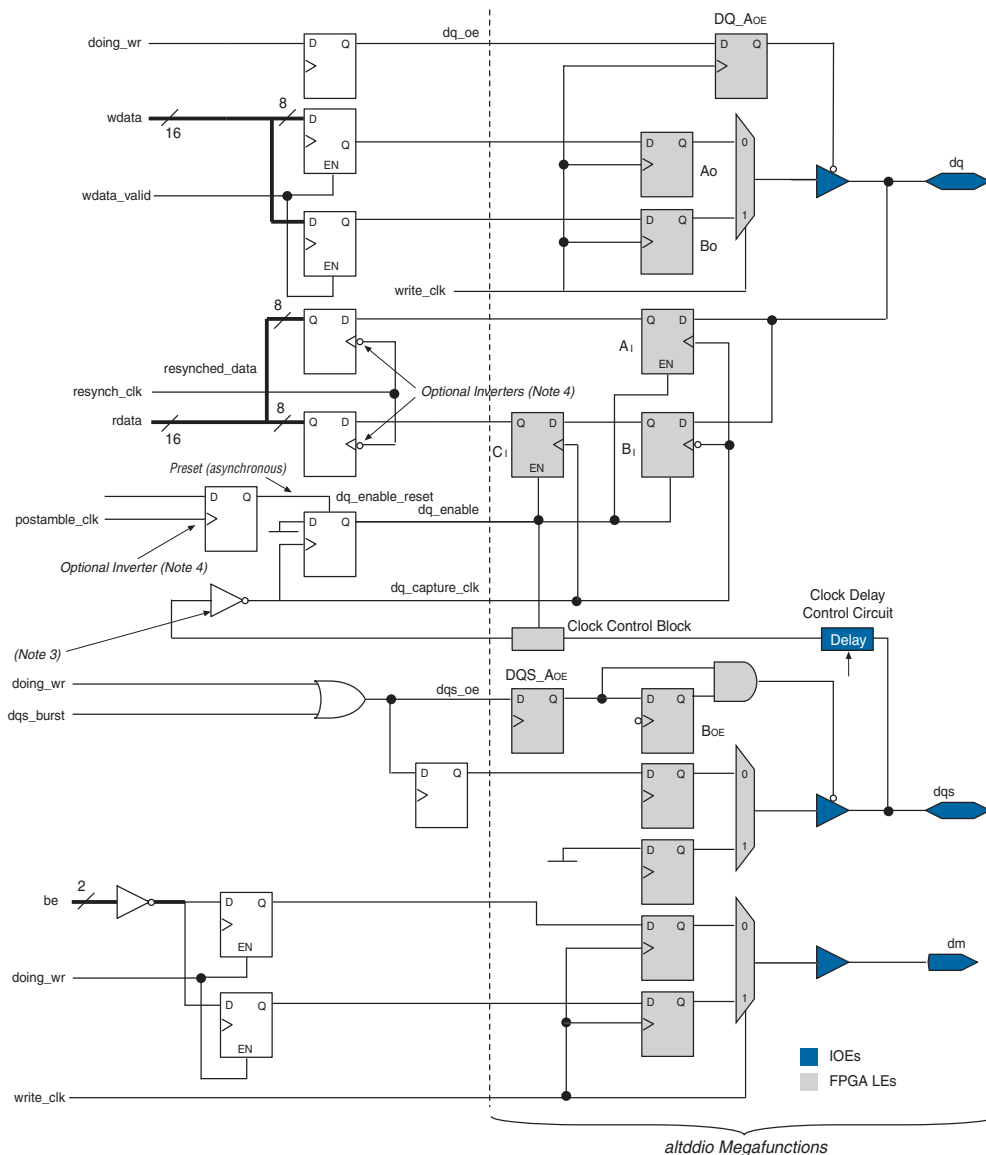 DQ_AOE
doing_wr
D Q
dq_oe
D Q
wdata
16
8
D
Q
EN
D Q
Ao
0
1
dq
wdata_valid
D Q
EN
D Q
Bo
write_clk
8
Q D
Q D
AI
EN
resynched_data
resynch_clk
Optional Inverters (Note 4)
rdata
16
8
Q D
Q D
CI
EN
Q D
BI
Preset (asynchronous)
D Q
dq_enable_reset
dq_enable
postamble_clk
D Q
Optional Inverter (Note 4)
dq_capture_clk
Clock Delay
Control Circuit
Delay
(Note 3)
Clock Control Block
doing_wr
dqs_burst
dqs_oe
DQS_AOE
D Q
D Q
BOE
D Q
D Q
0
1
dqs
D Q
be
2
D Q
EN
D Q
0
1
dm
doing_wr
D Q
EN
D Q
write_clk
IOEs
FPGA LEs
altddio Megafunctions